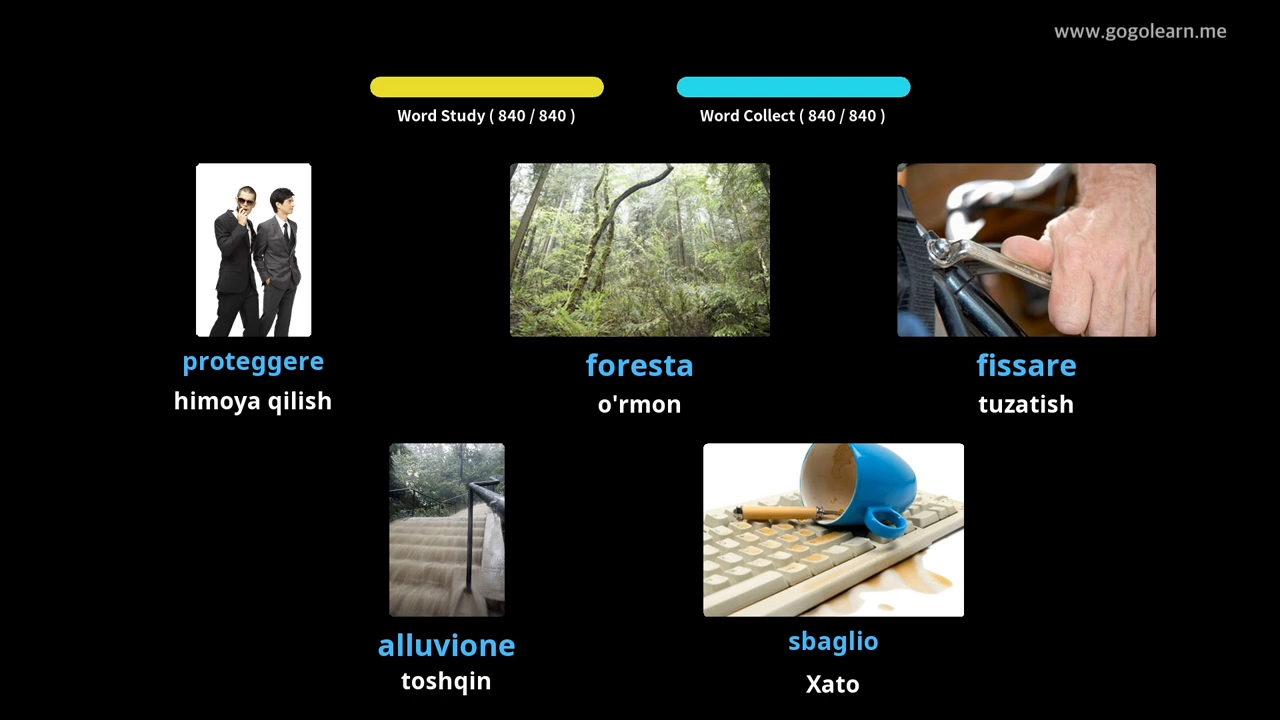 www.gogolearn.me
Word Study ( 840 / 840 )
Word Collect ( 840 / 840 )
proteggere
himoya qilish
foresta
o'rmon
fissare
tuzatish
alluvione
toshqin
sbaglio
Xato